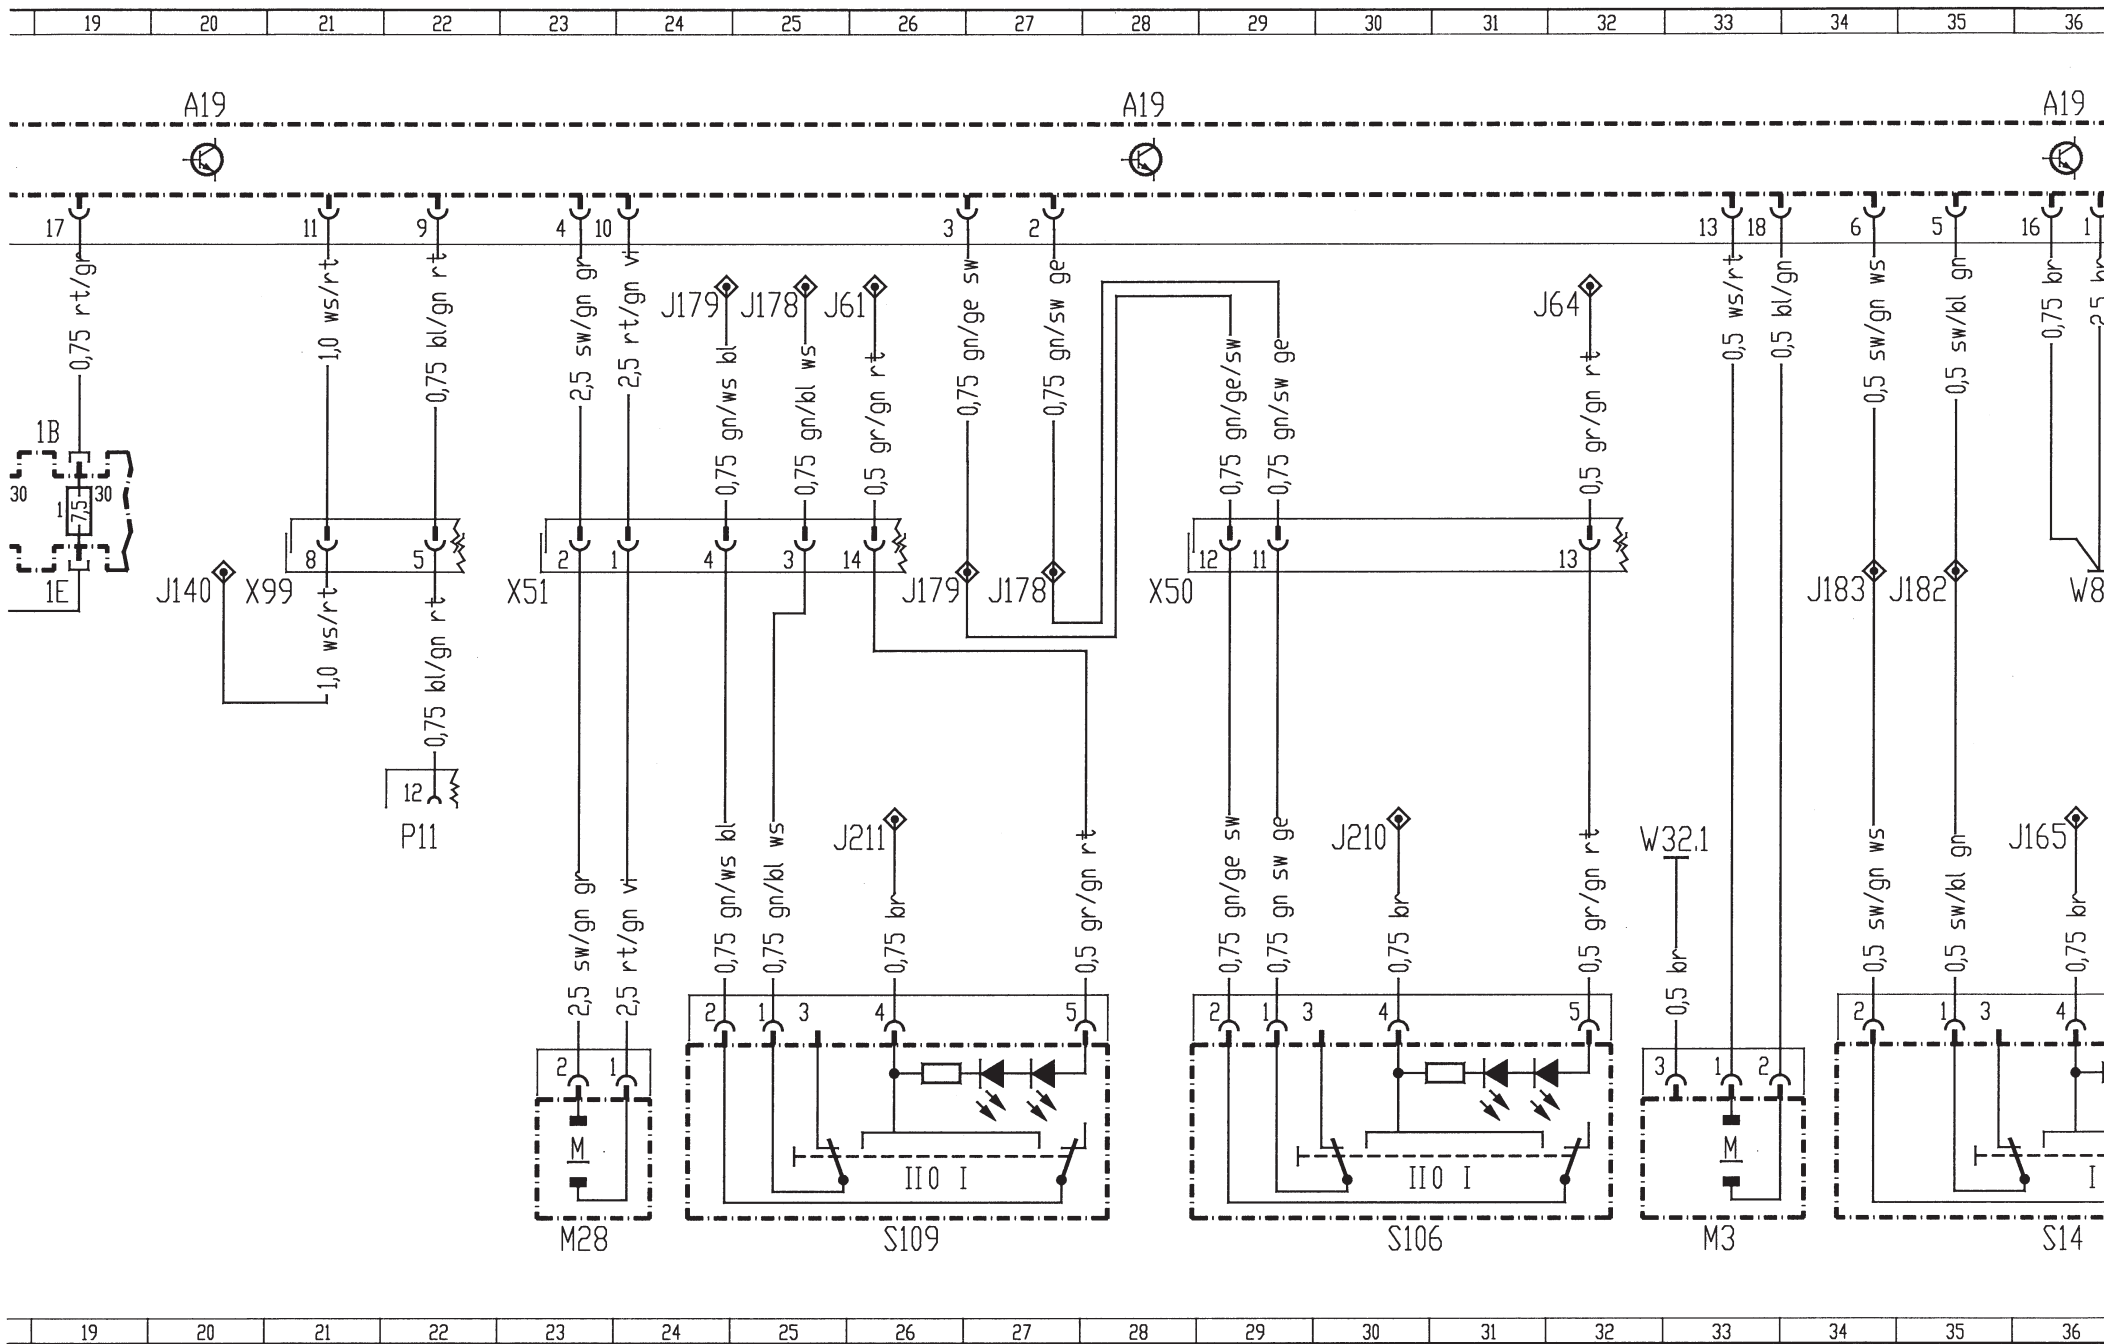 19 20 21 22 23 24 25 26 27 28 29 30 31 32 33 34 35 36
A19 A19 A19
17 11 9 4 10 3 2 13 18 6 5 16 1
0,75 rt/gr
1,0 ws/rt
0,75 bl/gn rt
2,5 sw/gn gr
2,5 rt/gn vi
J179 J178 J61
0,75 gn/ws bl
0,75 gn/bl ws
0,5 gr/gn rt
0,75 gn/ge sw
0,75 gn/sw ge
0,75 gn/ge/sw
0,75 gn/sw ge
J64
0,5 gr/gn rt
0,5 ws/rt
0,5 bl/gn
0,5 sw/gn ws
0,5 sw/bl gn
0,75 br
2,5 br
1B
30 30
1 7,5
1E
8 5 2 1 4 3 14 12 11 13
J140 X99 X51 J179 J178 X50 J183 J182 W8
1,0 ws/rt
0,75 bl/gn rt
12
P11
J211 J210 W32.1 J165
2,5 sw/gn gr
2,5 rt/gn vi
0,75 gn/ws bl
0,75 gn/bl ws
0,75 br
0,5 gr/gn rt
0,75 gn/ge sw
0,75 gn sw ge
0,75 br
0,5 gr/gn rt
0,5 br
0,5 sw/gn ws
0,5 sw/bl gn
0,75 br
2 1 3 4 5 2 1 3 4 5 2 1 3 4
2 1 3 1 2
M M
II 0 I II 0 I I
M28 S109 S106 M3 S14
19 20 21 22 23 24 25 26 27 28 29 30 31 32 33 34 35 36